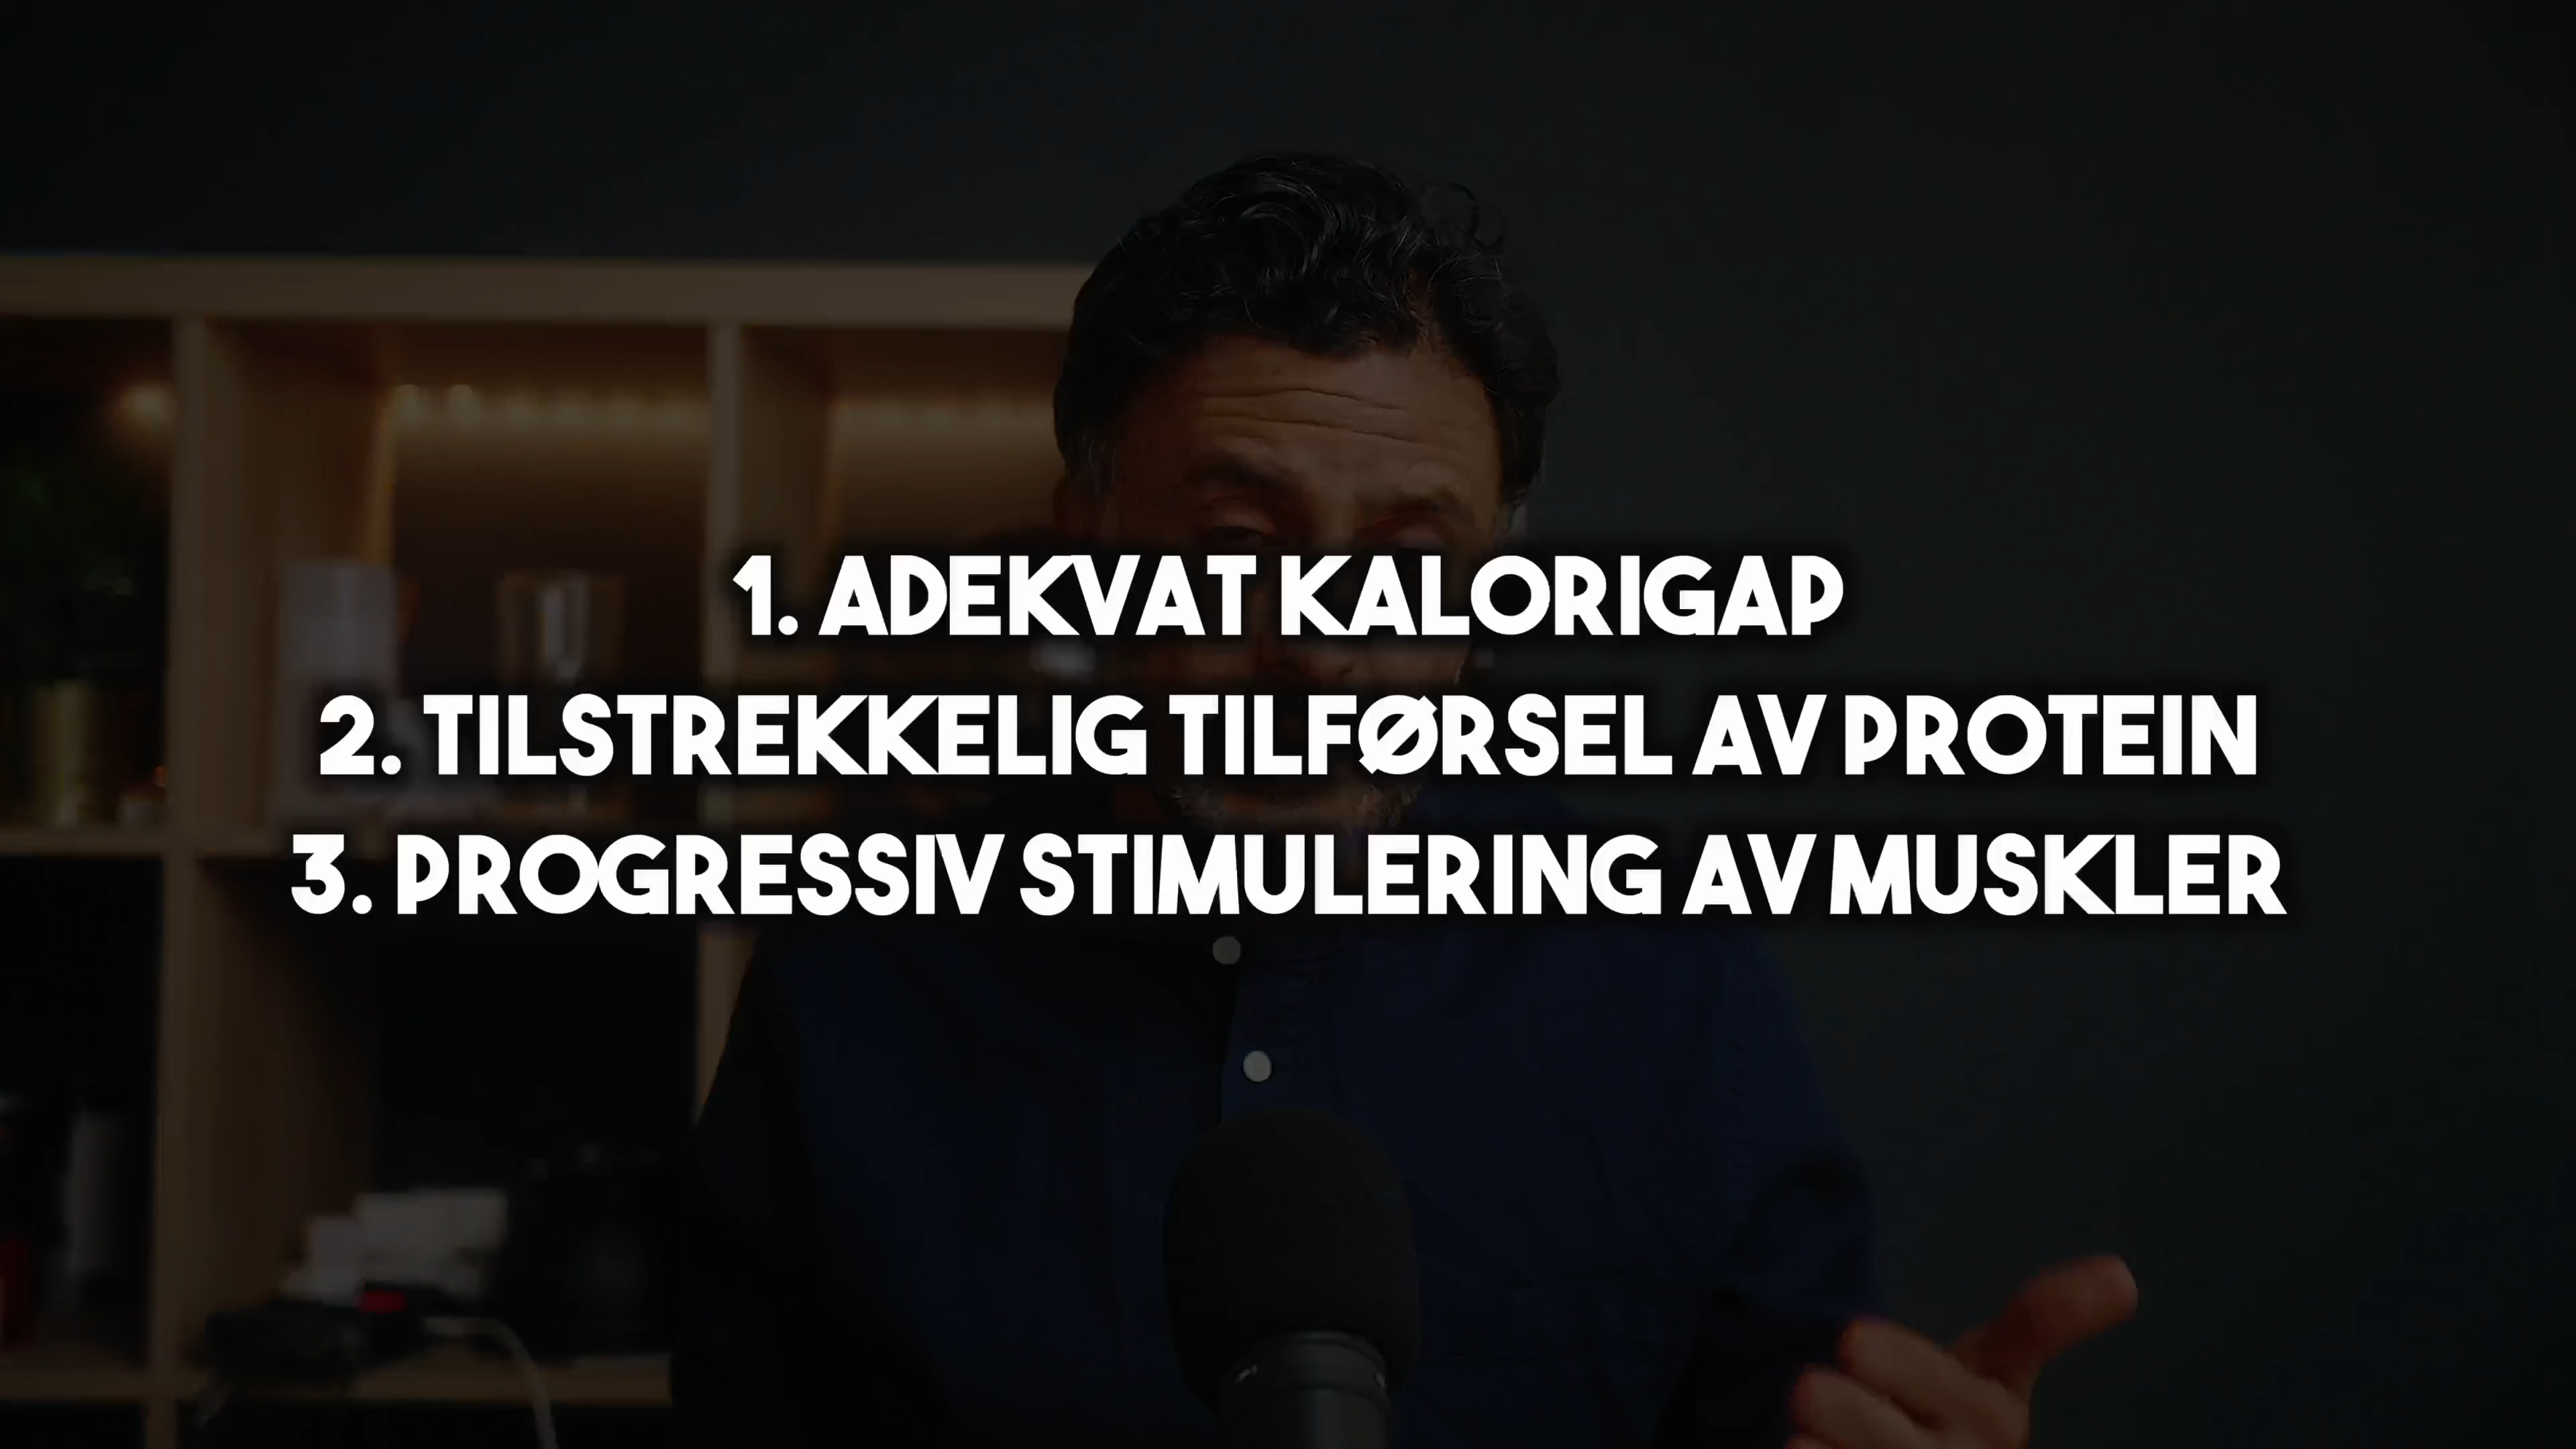 1. ADEKVAT KALORIGAP
2. TILSTREKKELIG TILFØRSEL AV PROTEIN
3. PROGRESSIV STIMULERING AV MUSKLER